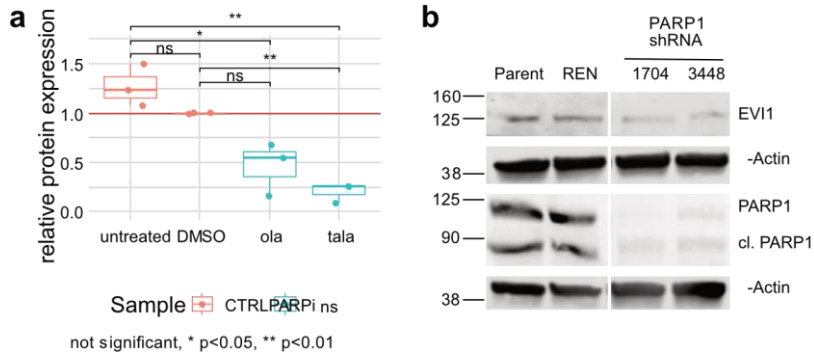 a
relative protein expression
**
*
ns
**
ns
1.5
1.0
0.5
0.0
untreated DMSO ola tala
Sample CTRL PARPi ns
not significant, * p<0.05, ** p<0.01
b
PARP1
shRNA
Parent REN 1704 3448
160
125
EVI1
38
-Actin
125
PARP1
90
cl. PARP1
38
-Actin